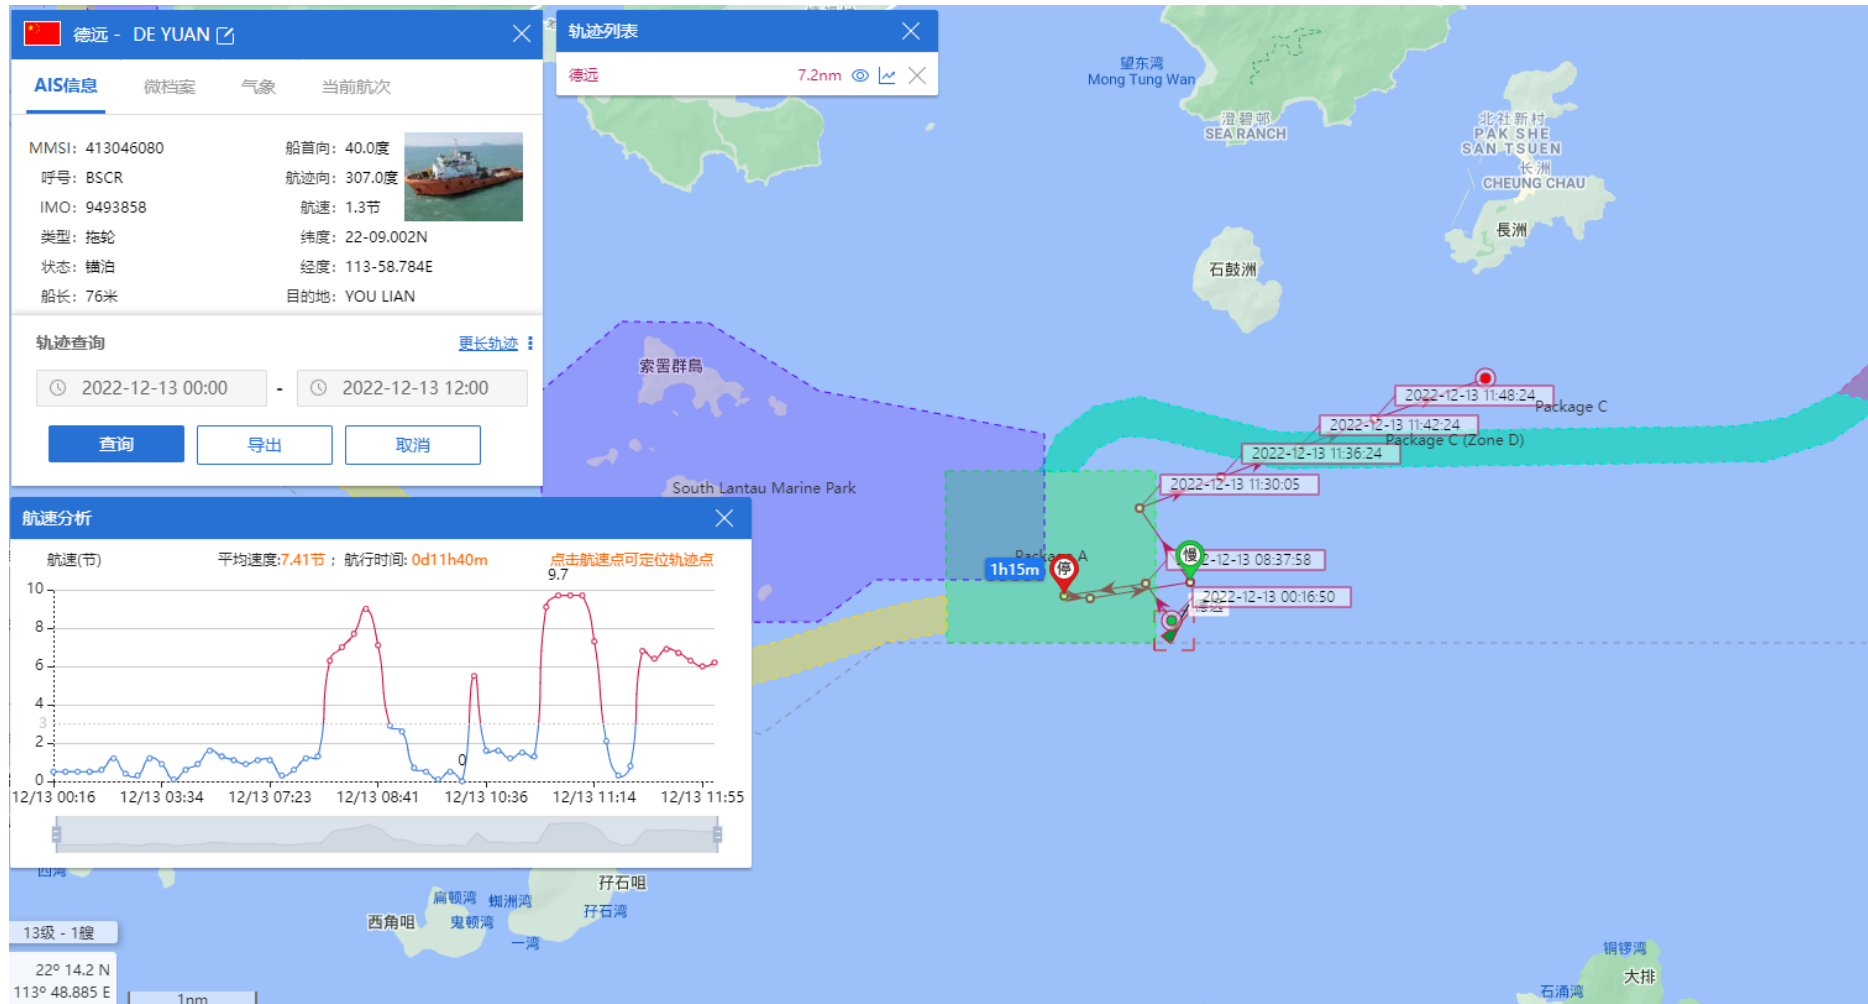 德远 - DE YUAN
AIS信息
微档案
气象
当前航次
MMSI: 413046080
船首向: 40.0度
呼号: BSCR
航迹向: 307.0度
IMO: 9493858
航速: 1.3节
类型: 拖轮
纬度: 22-09.002N
状态: 锚泊
经度: 113-58.784E
船长: 76米
目的地: YOU LIAN
轨迹查询
更长轨迹
2022-12-13 00:00
-
2022-12-13 12:00
查询
导出
取消
轨迹列表
德远
7.2nm
航速分析
航速(节)
平均速度:7.41节 ; 航行时间: 0d11h40m
点击航速点可定位轨迹点
9.7
10
8
6
4
3
2
0
0
12/13 00:16
12/13 03:34
12/13 07:23
12/13 08:41
12/13 10:36
12/13 11:14
12/13 11:55
望东湾
Mong Tung Wan
澄碧邨
SEA RANCH
北社新村
PAK SHE
SAN TSUEN
长洲
CHEUNG CHAU
長洲
石鼓洲
索罟群島
South Lantau Marine Park
Package A
Package C
Package C (Zone D)
2022-12-13 11:48:24
2022-12-13 11:42:24
2022-12-13 11:36:24
2022-12-13 11:30:05
2-12-13 08:37:58
2022-12-13 00:16:50
德远
慢
停
1h15m
四湾
扁顿湾
蜘洲湾
鬼顿湾
西角咀
一湾
孖石咀
孖石湾
铜锣湾
大排
石涌湾
13级 - 1艘
22º 14.2 N
113º 48.885 E
1nm